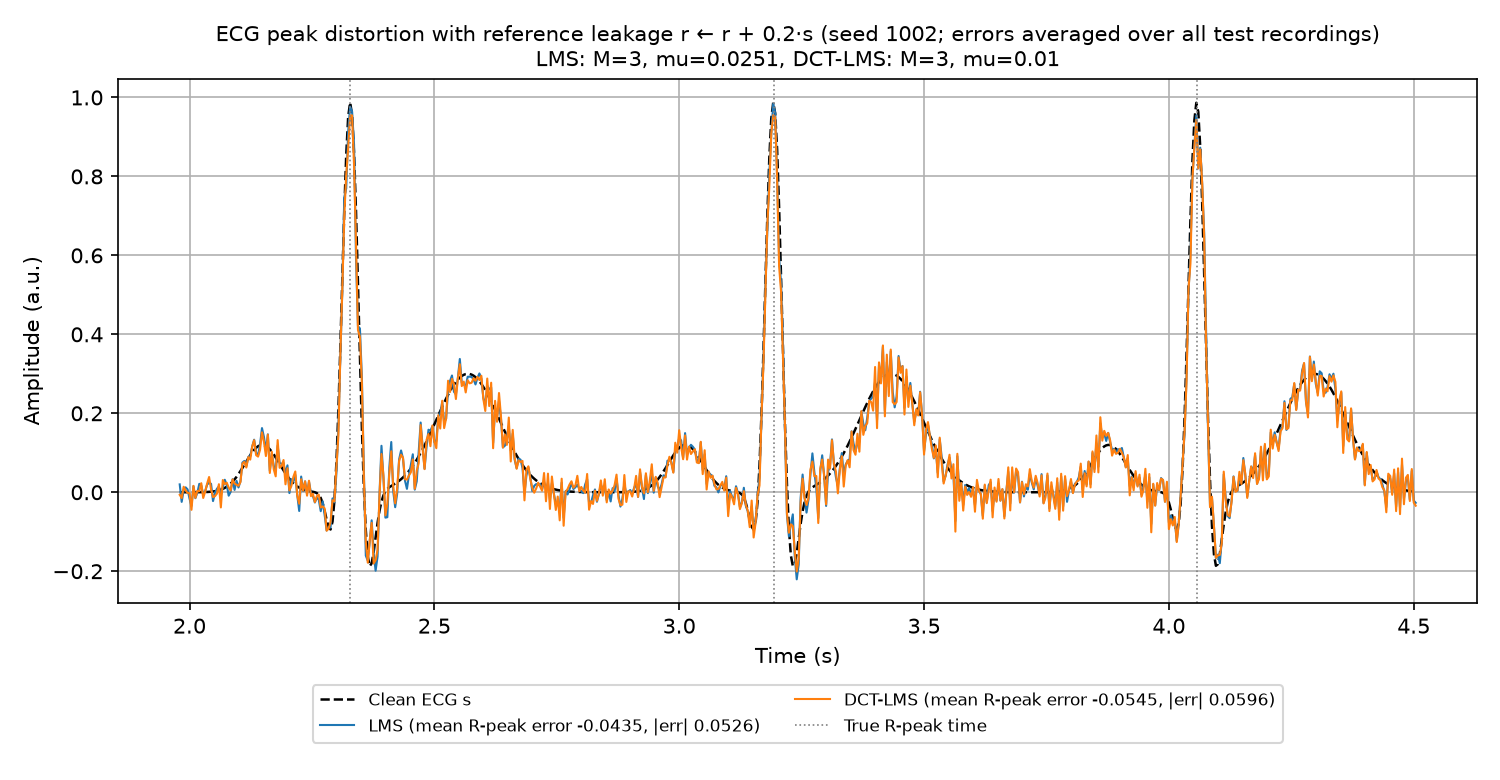 ECG peak distortion with reference leakage r ← r + 0.2·s (seed 1002; errors averaged over all test recordings)
LMS: M=3, mu=0.0251, DCT-LMS: M=3, mu=0.01
1.0
0.8
0.6
0.4
0.2
0.0
−0.2
Amplitude (a.u.)
2.0 2.5 3.0 3.5 4.0 4.5
Time (s)
Clean ECG s
LMS (mean R-peak error -0.0435, |err| 0.0526)
DCT-LMS (mean R-peak error -0.0545, |err| 0.0596)
True R-peak time